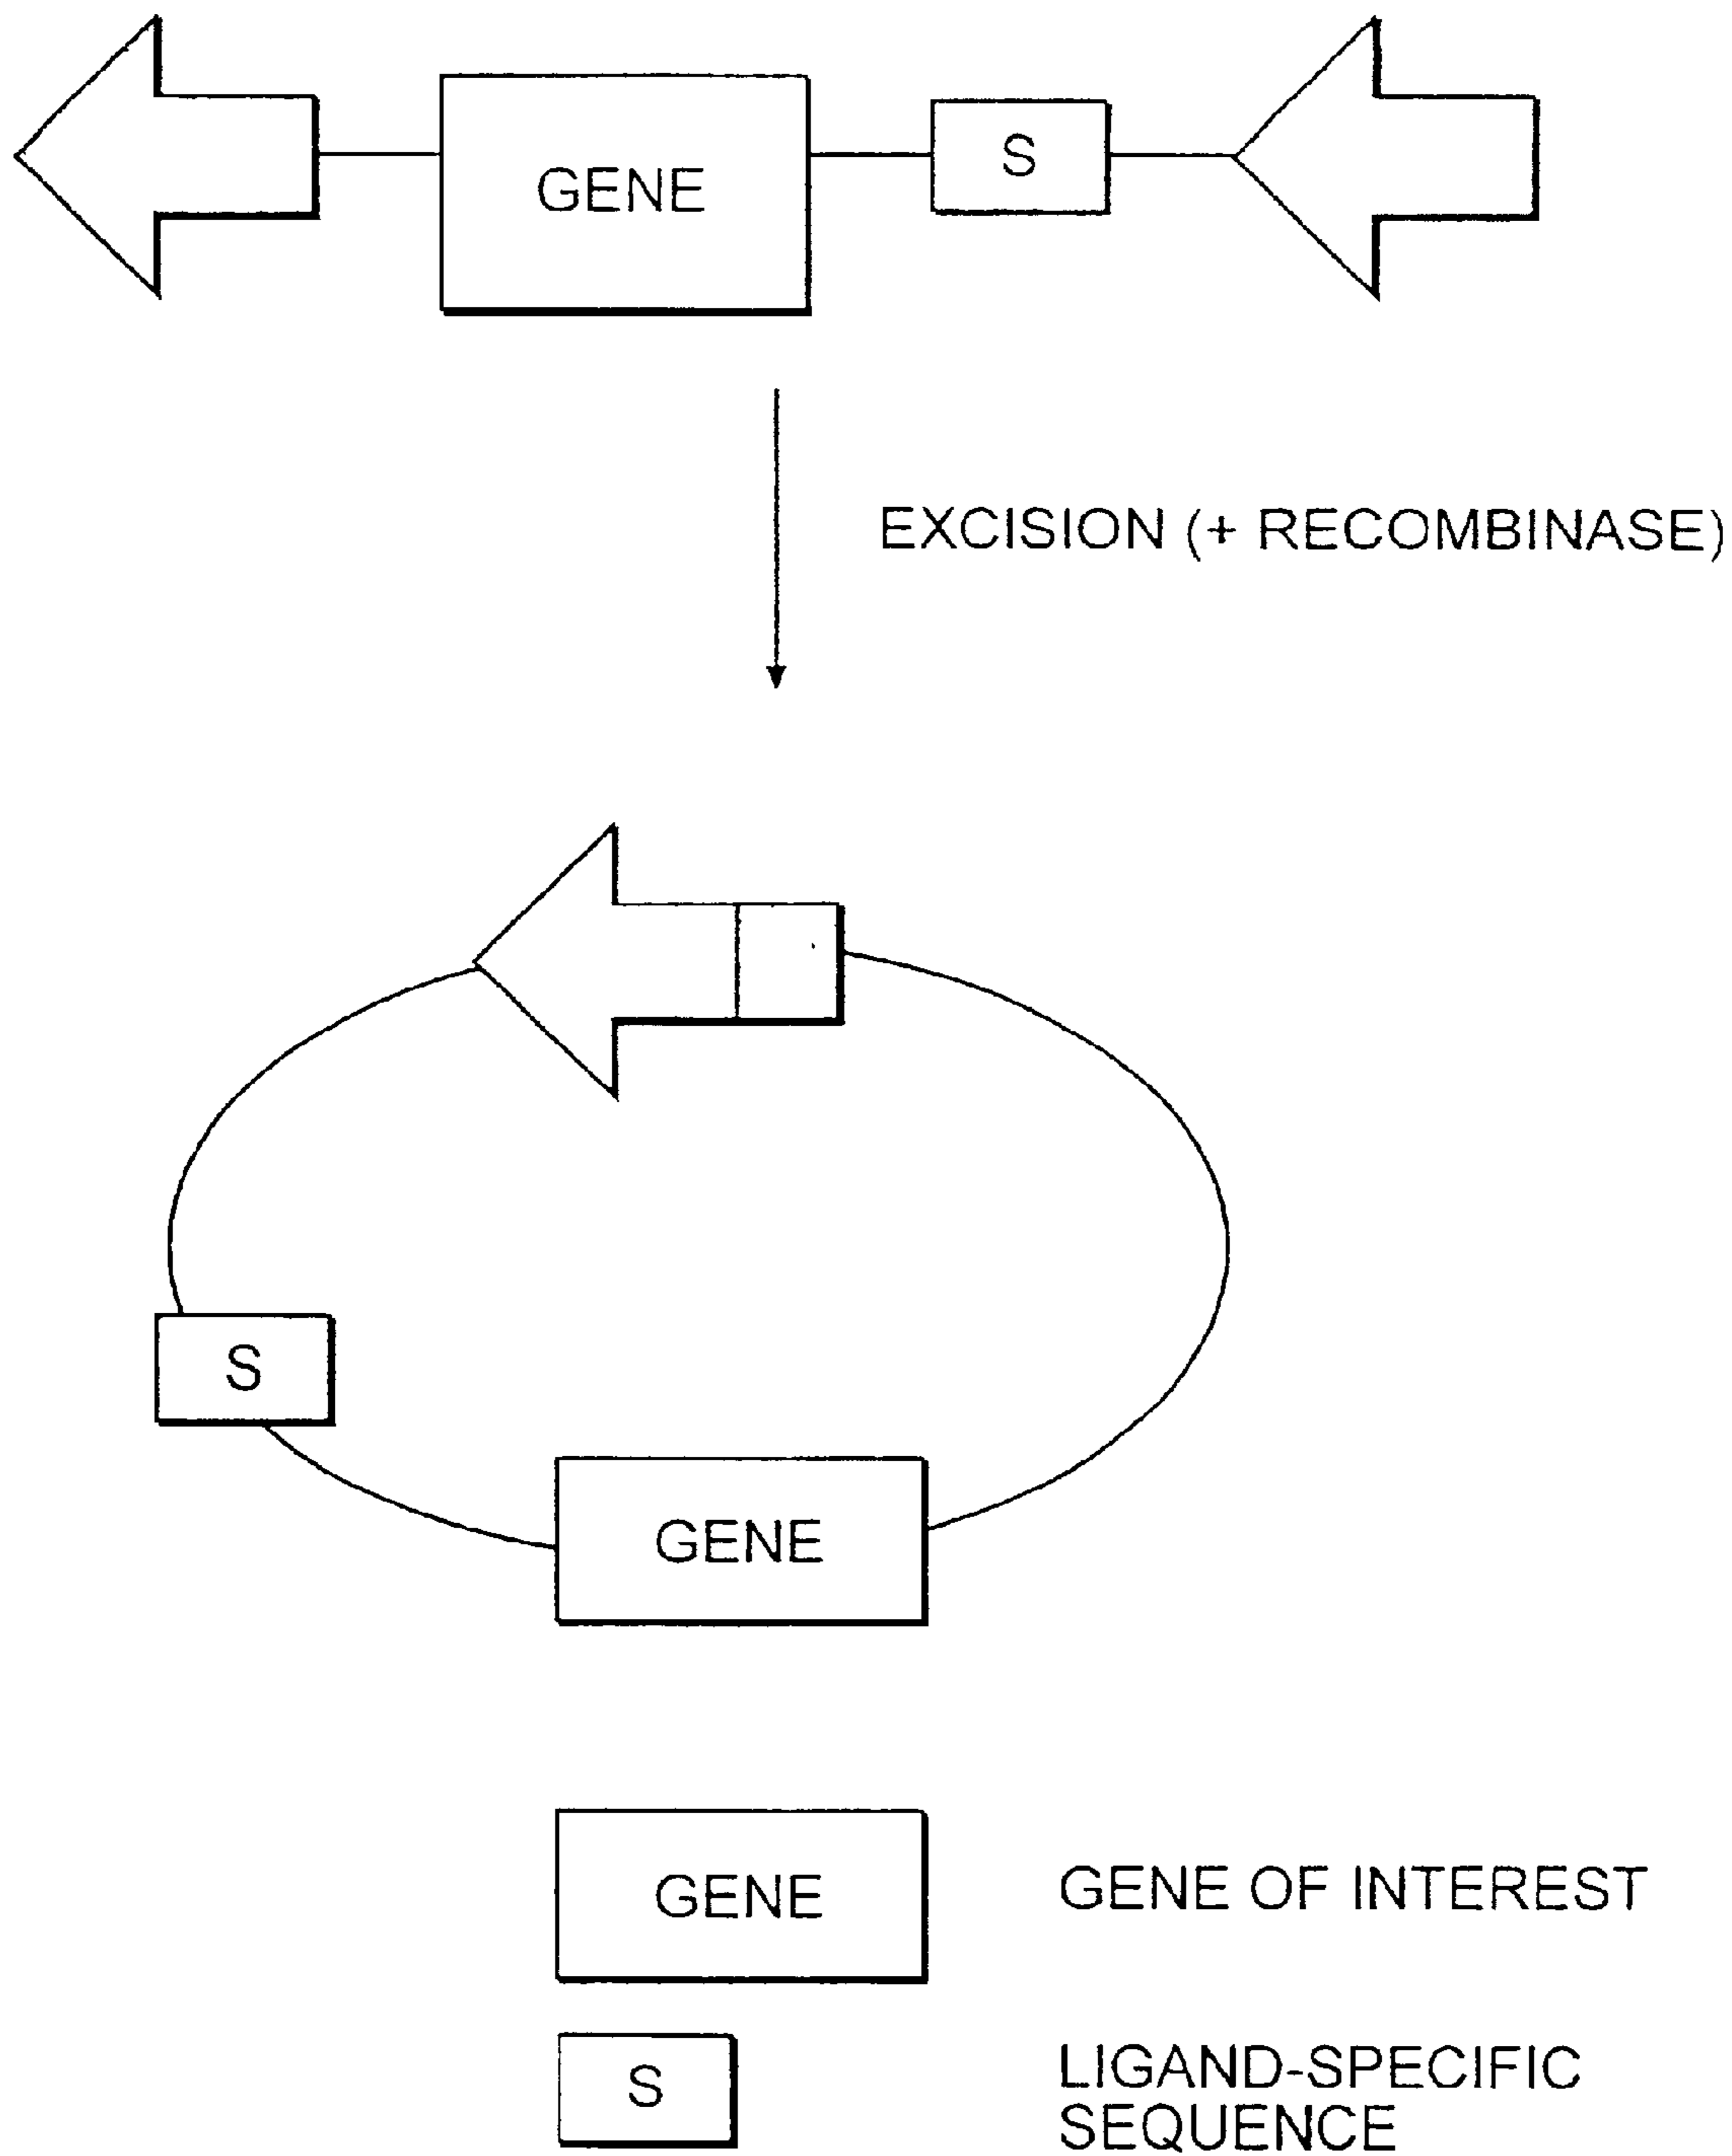 GENE
S
EXCISION (+ RECOMBINASE)
S
GENE
GENE
GENE OF INTEREST
S
LIGAND-SPECIFIC
SEQUENCE